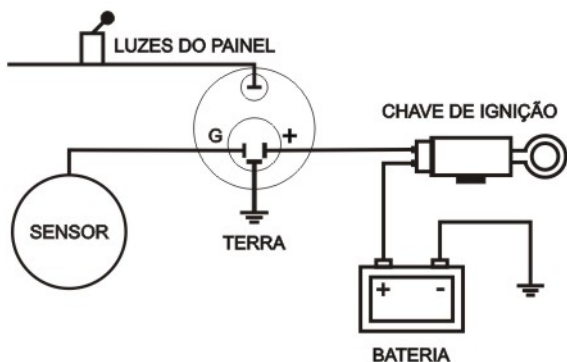 LUZES DO PAINEL
CHAVE DE IGNIÇÃO
G
+
SENSOR
TERRA
+
-
BATERIA